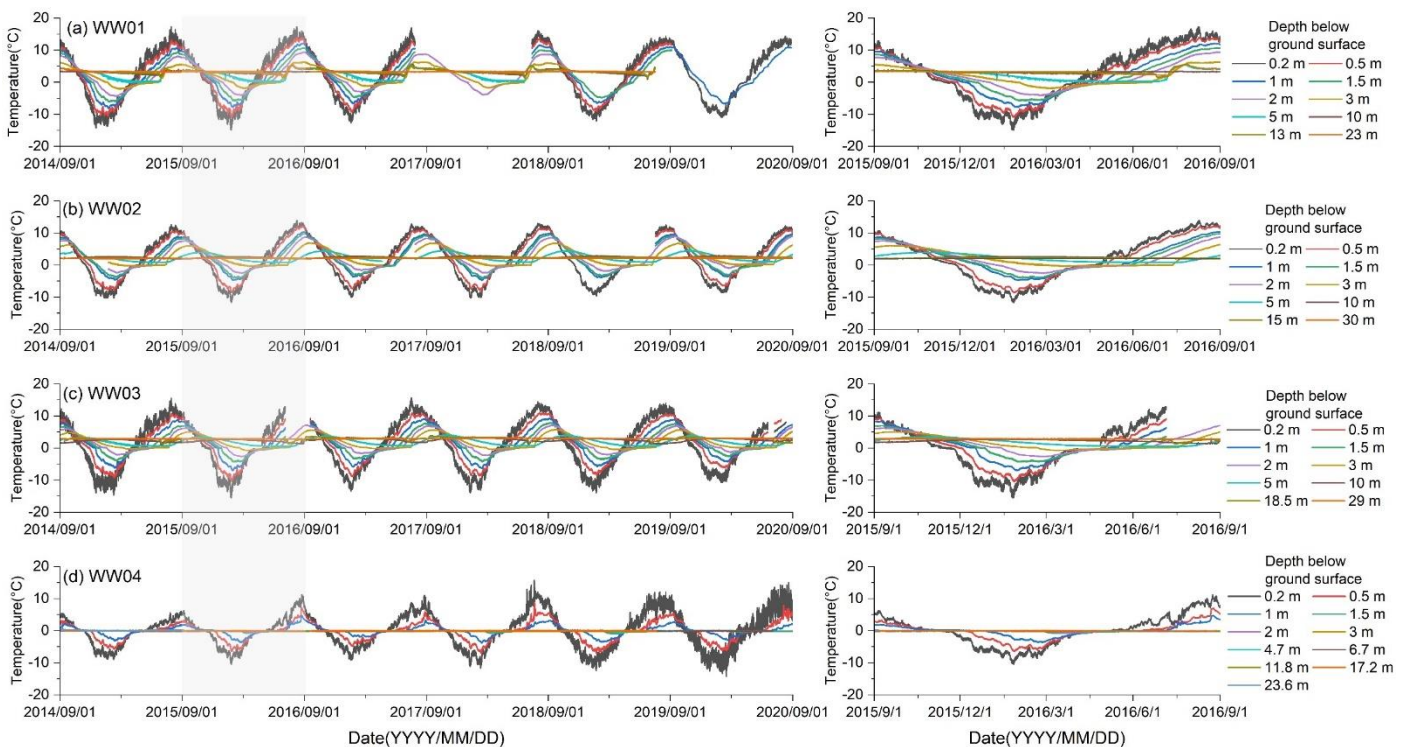 (a) WW01
Temperature(°C)
20
10
0
-10
-20
2014/09/01 2015/09/01 2016/09/01 2017/09/01 2018/09/01 2019/09/01 2020/09/01
Temperature(°C)
20
10
0
-10
-20
2015/09/01 2015/12/01 2016/03/01 2016/06/01 2016/09/01
Depth below
ground surface
0.2 m 0.5 m
1 m 1.5 m
2 m 3 m
5 m 10 m
13 m 23 m
(b) WW02
Temperature(°C)
20
10
0
-10
-20
2014/09/01 2015/09/01 2016/09/01 2017/09/01 2018/09/01 2019/09/01 2020/09/01
Temperature(°C)
20
10
0
-10
-20
2015/09/01 2015/12/01 2016/03/01 2016/06/01 2016/09/01
Depth below
ground surface
0.2 m 0.5 m
1 m 1.5 m
2 m 3 m
5 m 10 m
15 m 30 m
(c) WW03
Temperature(°C)
20
10
0
-10
-20
2014/09/01 2015/09/01 2016/09/01 2017/09/01 2018/09/01 2019/09/01 2020/09/01
Temperature(°C)
20
10
0
-10
-20
2015/9/1 2015/12/1 2016/3/1 2016/6/1 2016/9/1
Depth below
ground surface
0.2 m 0.5 m
1 m 1.5 m
2 m 3 m
5 m 10 m
18.5 m 29 m
(d) WW04
Temperature(°C)
20
10
0
-10
-20
2014/09/01 2015/09/01 2016/09/01 2017/09/01 2018/09/01 2019/09/01 2020/09/01
Date(YYYY/MM/DD)
Temperature(°C)
20
10
0
-10
-20
2015/9/1 2015/12/1 2016/3/1 2016/6/1 2016/9/1
Date(YYYY/MM/DD)
Depth below
ground surface
0.2 m 0.5 m
1 m 1.5 m
2 m 3 m
4.7 m 6.7 m
11.8 m 17.2 m
23.6 m